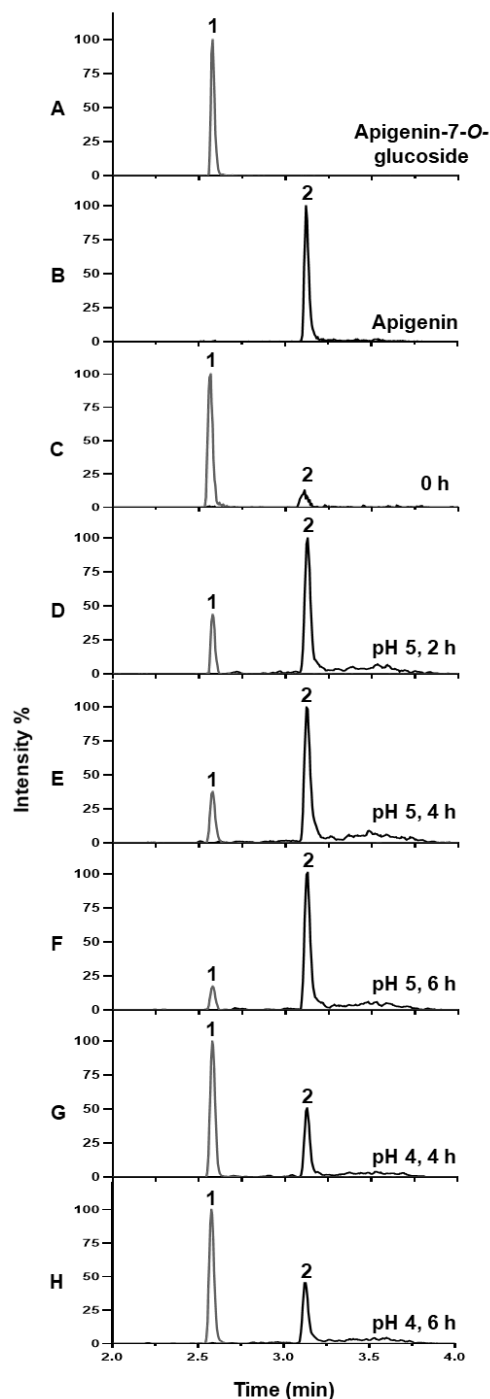 1
100
75
50
25
0
A
Apigenin-7-O-
glucoside
2
100
75
50
25
0
B
Apigenin
1
100
75
50
25
0
C
2
0 h
2
100
75
50
25
0
D
1
pH 5, 2 h
2
100
75
50
25
0
E
1
pH 5, 4 h
2
100
75
50
25
0
F
1
pH 5, 6 h
1
100
75
50
25
0
G
2
pH 4, 4 h
1
100
75
50
25
0
H
2
pH 4, 6 h
2.0 2.5 3.0 3.5 4.0
Time (min)
Intensity %